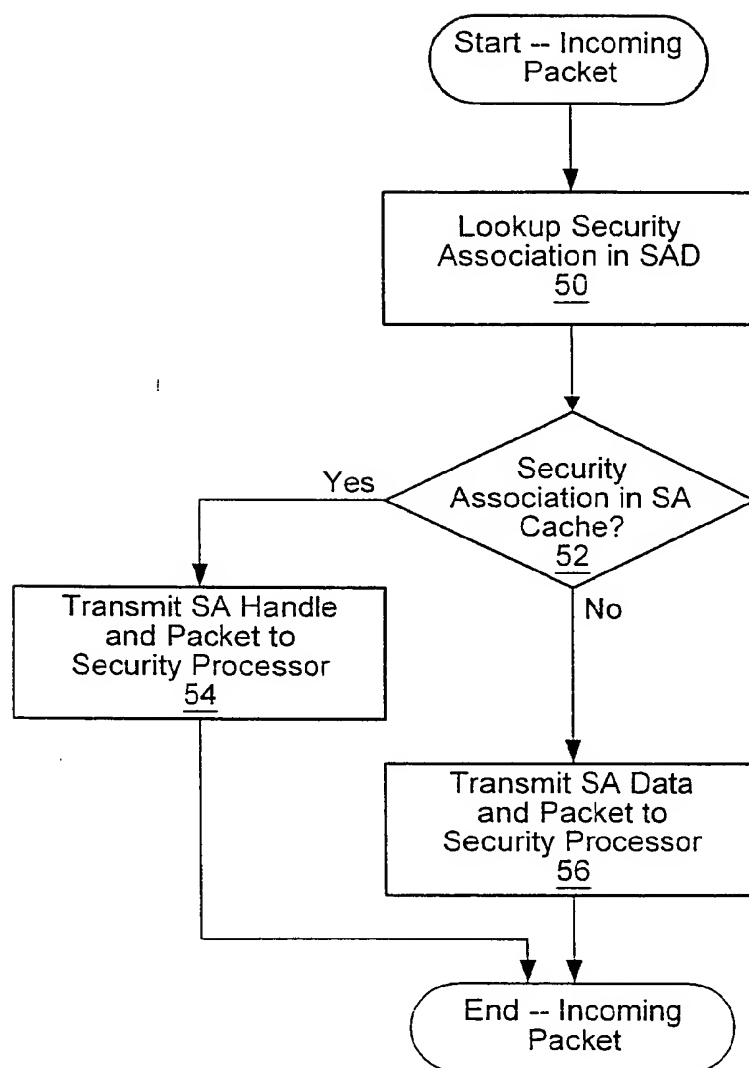 Start -- Incoming
Packet
Lookup Security
Association in SAD
50
Security
Association in SA
Cache?
52
Yes
No
Transmit SA Handle
and Packet to
Security Processor
54
Transmit SA Data
and Packet to
Security Processor
56
End -- Incoming
Packet